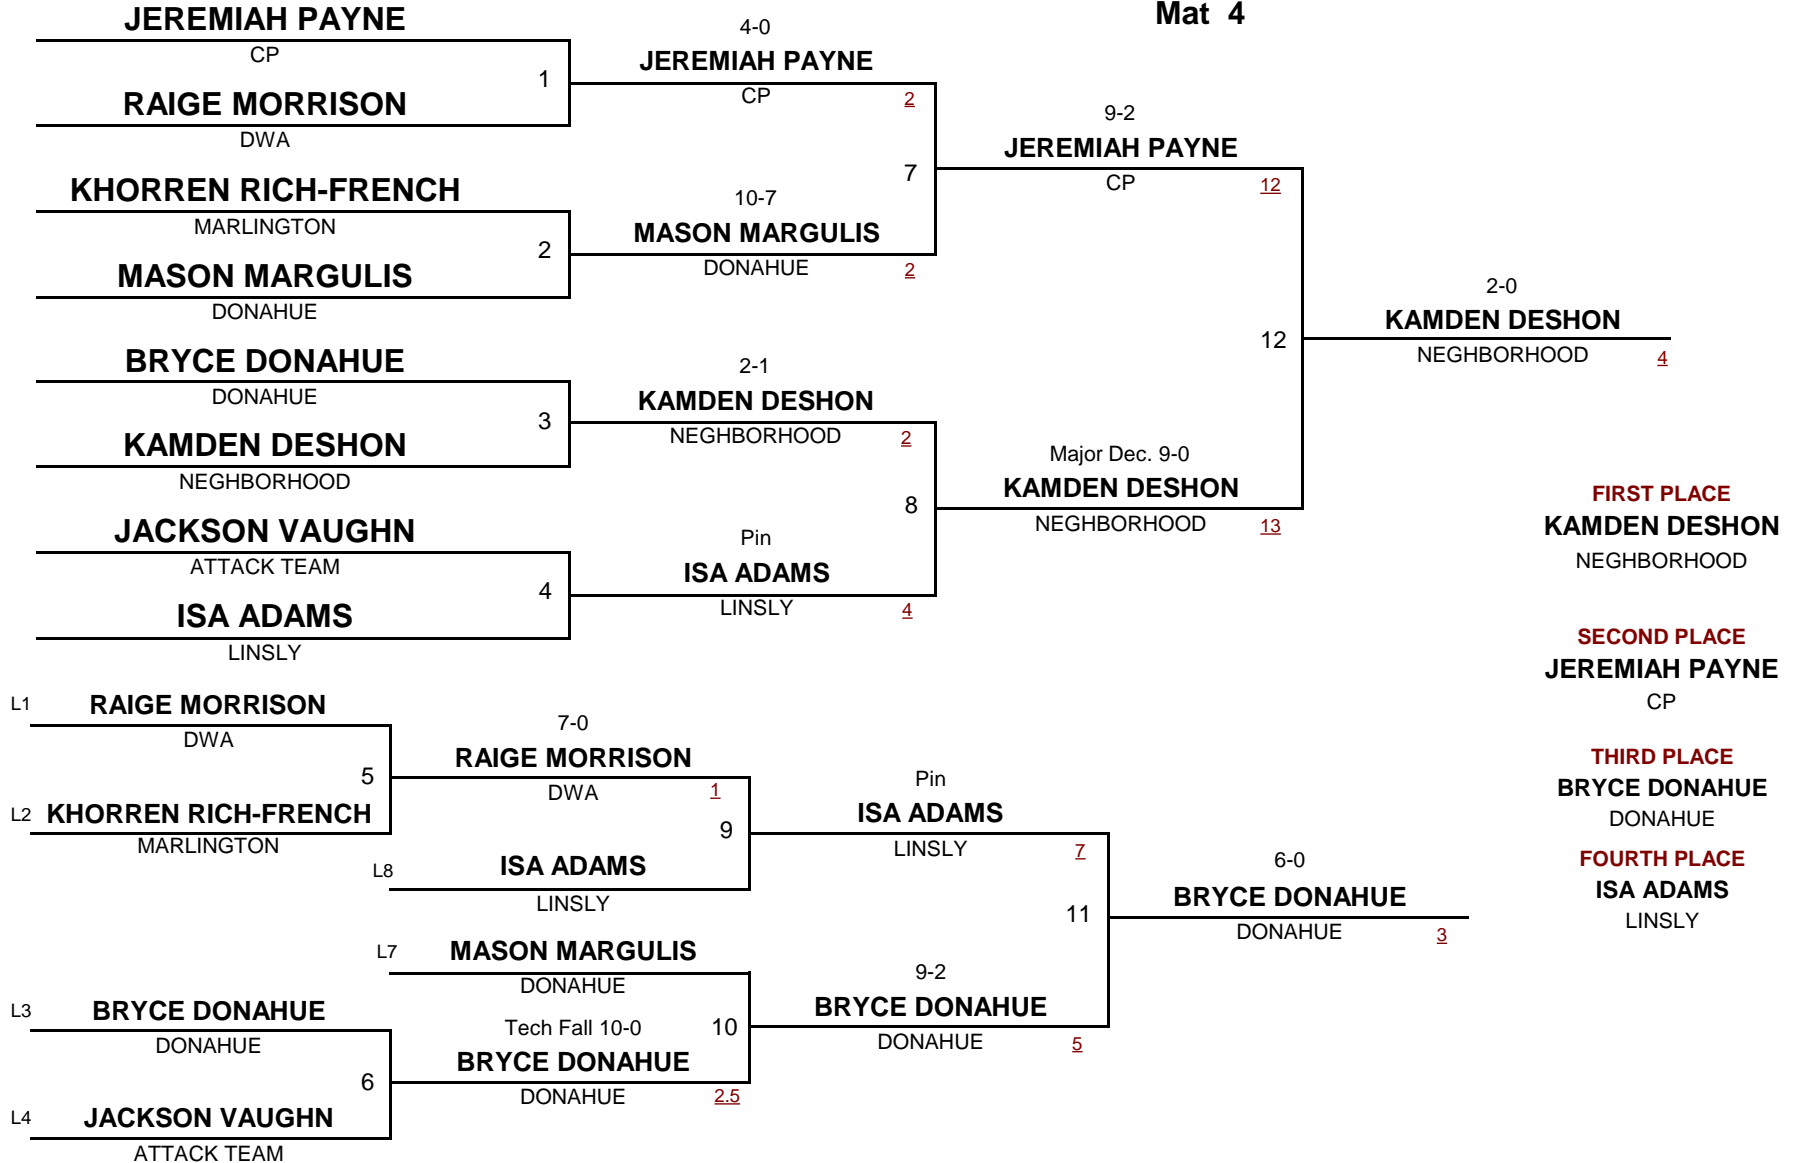 Mat 4
JEREMIAH PAYNE
CP
1
RAIGE MORRISON
DWA
KHORREN RICH-FRENCH
MARLINGTON
2
MASON MARGULIS
DONAHUE
BRYCE DONAHUE
DONAHUE
3
KAMDEN DESHON
NEGHBORHOOD
JACKSON VAUGHN
ATTACK TEAM
4
ISA ADAMS
LINSLY
4-0
JEREMIAH PAYNE
CP 2
7
10-7
MASON MARGULIS
DONAHUE 2
2-1
KAMDEN DESHON
NEGHBORHOOD 2
8
Pin
ISA ADAMS
LINSLY 4
9-2
JEREMIAH PAYNE
CP 12
12
Major Dec. 9-0
KAMDEN DESHON
NEGHBORHOOD 13
2-0
KAMDEN DESHON
NEGHBORHOOD 4
FIRST PLACE
KAMDEN DESHON
NEGHBORHOOD
SECOND PLACE
JEREMIAH PAYNE
CP
THIRD PLACE
BRYCE DONAHUE
DONAHUE
FOURTH PLACE
ISA ADAMS
LINSLY
L1 RAIGE MORRISON
DWA
5
L2 KHORREN RICH-FRENCH
MARLINGTON
L3 BRYCE DONAHUE
DONAHUE
6
L4 JACKSON VAUGHN
ATTACK TEAM
7-0
RAIGE MORRISON
DWA 1
9
L8 ISA ADAMS
LINSLY
L7 MASON MARGULIS
DONAHUE
Tech Fall 10-0 10
BRYCE DONAHUE
DONAHUE 2.5
Pin
ISA ADAMS
LINSLY 7
11
9-2
BRYCE DONAHUE
DONAHUE 5
6-0
BRYCE DONAHUE
DONAHUE 3